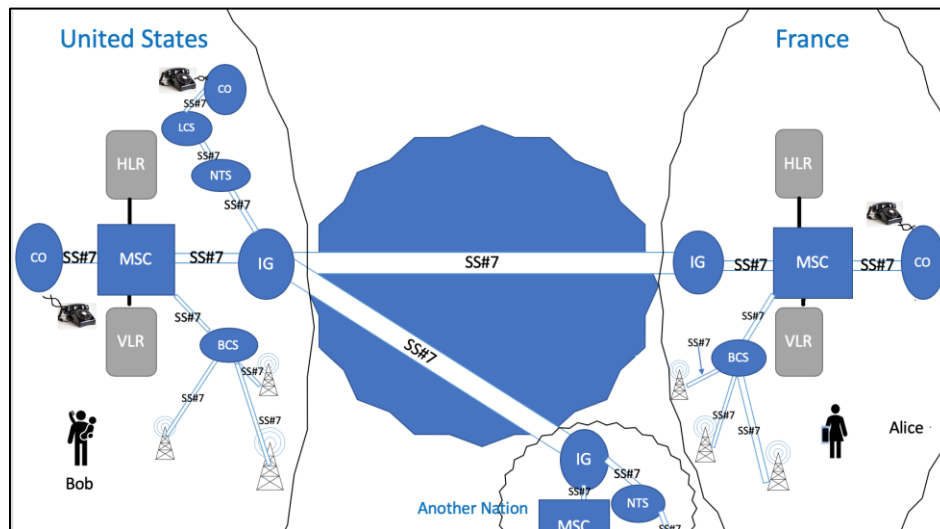 United States
France
CO
SS#7
LCS
SS#7
NTS
SS#7
HLR
HLR
CO
SS#7
MSC
SS#7
IG
SS#7
IG
SS#7
MSC
SS#7
CO
SS#7
VLR
BCS
SS#7
SS#7
SS#7
SS#7
SS#7
SS#7
BCS
VLR
SS#7
SS#7
Bob
Alice
IG
SS#7
SS#7
NTS
Another Nation
MSC
SS#7